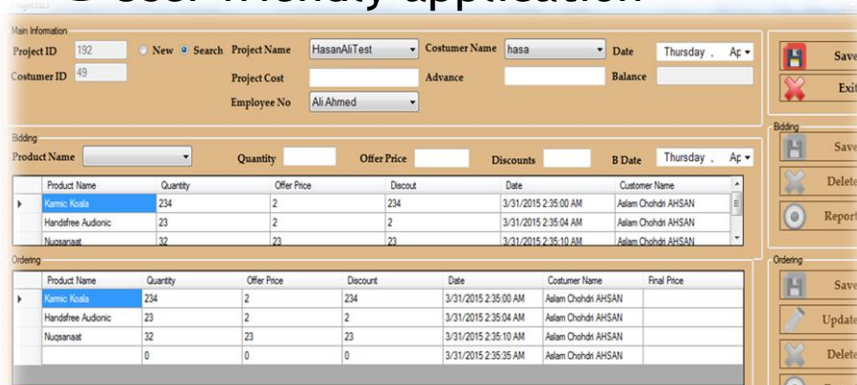 User friendly application
Main Information
Project ID 192 New Search Project Name HasanAliTest Costumer Name hasa Date Thursday , Ap
Save
Costumer ID 49 Project Cost Advance Balance
Exit
Employee No Ali Ahmed
Bidding
Bidding
Product Name Quantity Offer Price Discounts B Date Thursday , Ap
Save
Product Name Quantity Offer Price Discout Date Customer Name
Delete
Karmic Koala 234 2 234 3/31/2015 2:35:00 AM Aslam Chohdri AHSAN
Handsfree Audionic 23 2 2 3/31/2015 2:35:04 AM Aslam Chohdri AHSAN
Report
Nuqsanaat 32 23 23 3/31/2015 2:35:10 AM Aslam Chohdri AHSAN
Ordering
Ordering
Product Name Quantity Offer Price Discount Date Costumer Name Final Price
Save
Karmic Koala 234 2 234 3/31/2015 2:35:00 AM Aslam Chohdri AHSAN
Handsfree Audionic 23 2 2 3/31/2015 2:35:04 AM Aslam Chohdri AHSAN
Update
Nuqsanaat 32 23 23 3/31/2015 2:35:10 AM Aslam Chohdri AHSAN
0 0 0 3/31/2015 2:35:35 AM Aslam Chohdri AHSAN
Delete